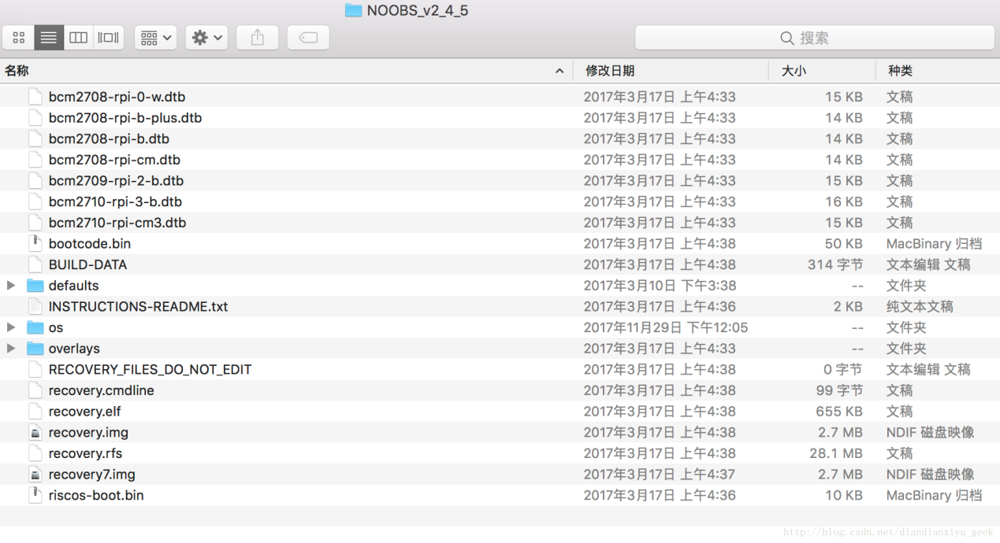 NOOBS_v2_4_5
搜索
名称 修改日期 大小 种类
bcm2708-rpi-0-w.dtb 2017年3月17日 上午4:33 15 KB 文稿
bcm2708-rpi-b-plus.dtb 2017年3月17日 上午4:33 14 KB 文稿
bcm2708-rpi-b.dtb 2017年3月17日 上午4:33 14 KB 文稿
bcm2708-rpi-cm.dtb 2017年3月17日 上午4:33 14 KB 文稿
bcm2709-rpi-2-b.dtb 2017年3月17日 上午4:33 15 KB 文稿
bcm2710-rpi-3-b.dtb 2017年3月17日 上午4:33 16 KB 文稿
bcm2710-rpi-cm3.dtb 2017年3月17日 上午4:33 15 KB 文稿
bootcode.bin 2017年3月17日 上午4:38 50 KB MacBinary 归档
BUILD-DATA 2017年3月17日 上午4:38 314 字节 文本编辑 文稿
defaults 2017年3月10日 下午3:38 -- 文件夹
INSTRUCTIONS-README.txt 2017年3月17日 上午4:36 2 KB 纯文本文稿
os 2017年11月29日 下午12:05 -- 文件夹
overlays 2017年3月17日 上午4:33 -- 文件夹
RECOVERY_FILES_DO_NOT_EDIT 2017年3月17日 上午4:38 0 字节 文本编辑 文稿
recovery.cmdline 2017年3月17日 上午4:38 99 字节 文稿
recovery.elf 2017年3月17日 上午4:38 655 KB 文稿
recovery.img 2017年3月17日 上午4:38 2.7 MB NDIF 磁盘映像
recovery.rfs 2017年3月17日 上午4:38 28.1 MB 文稿
recovery7.img 2017年3月17日 上午4:37 2.7 MB NDIF 磁盘映像
riscos-boot.bin 2017年3月17日 上午4:36 10 KB MacBinary 归档
http://blog.csdn.net/diandianxiyu_geek